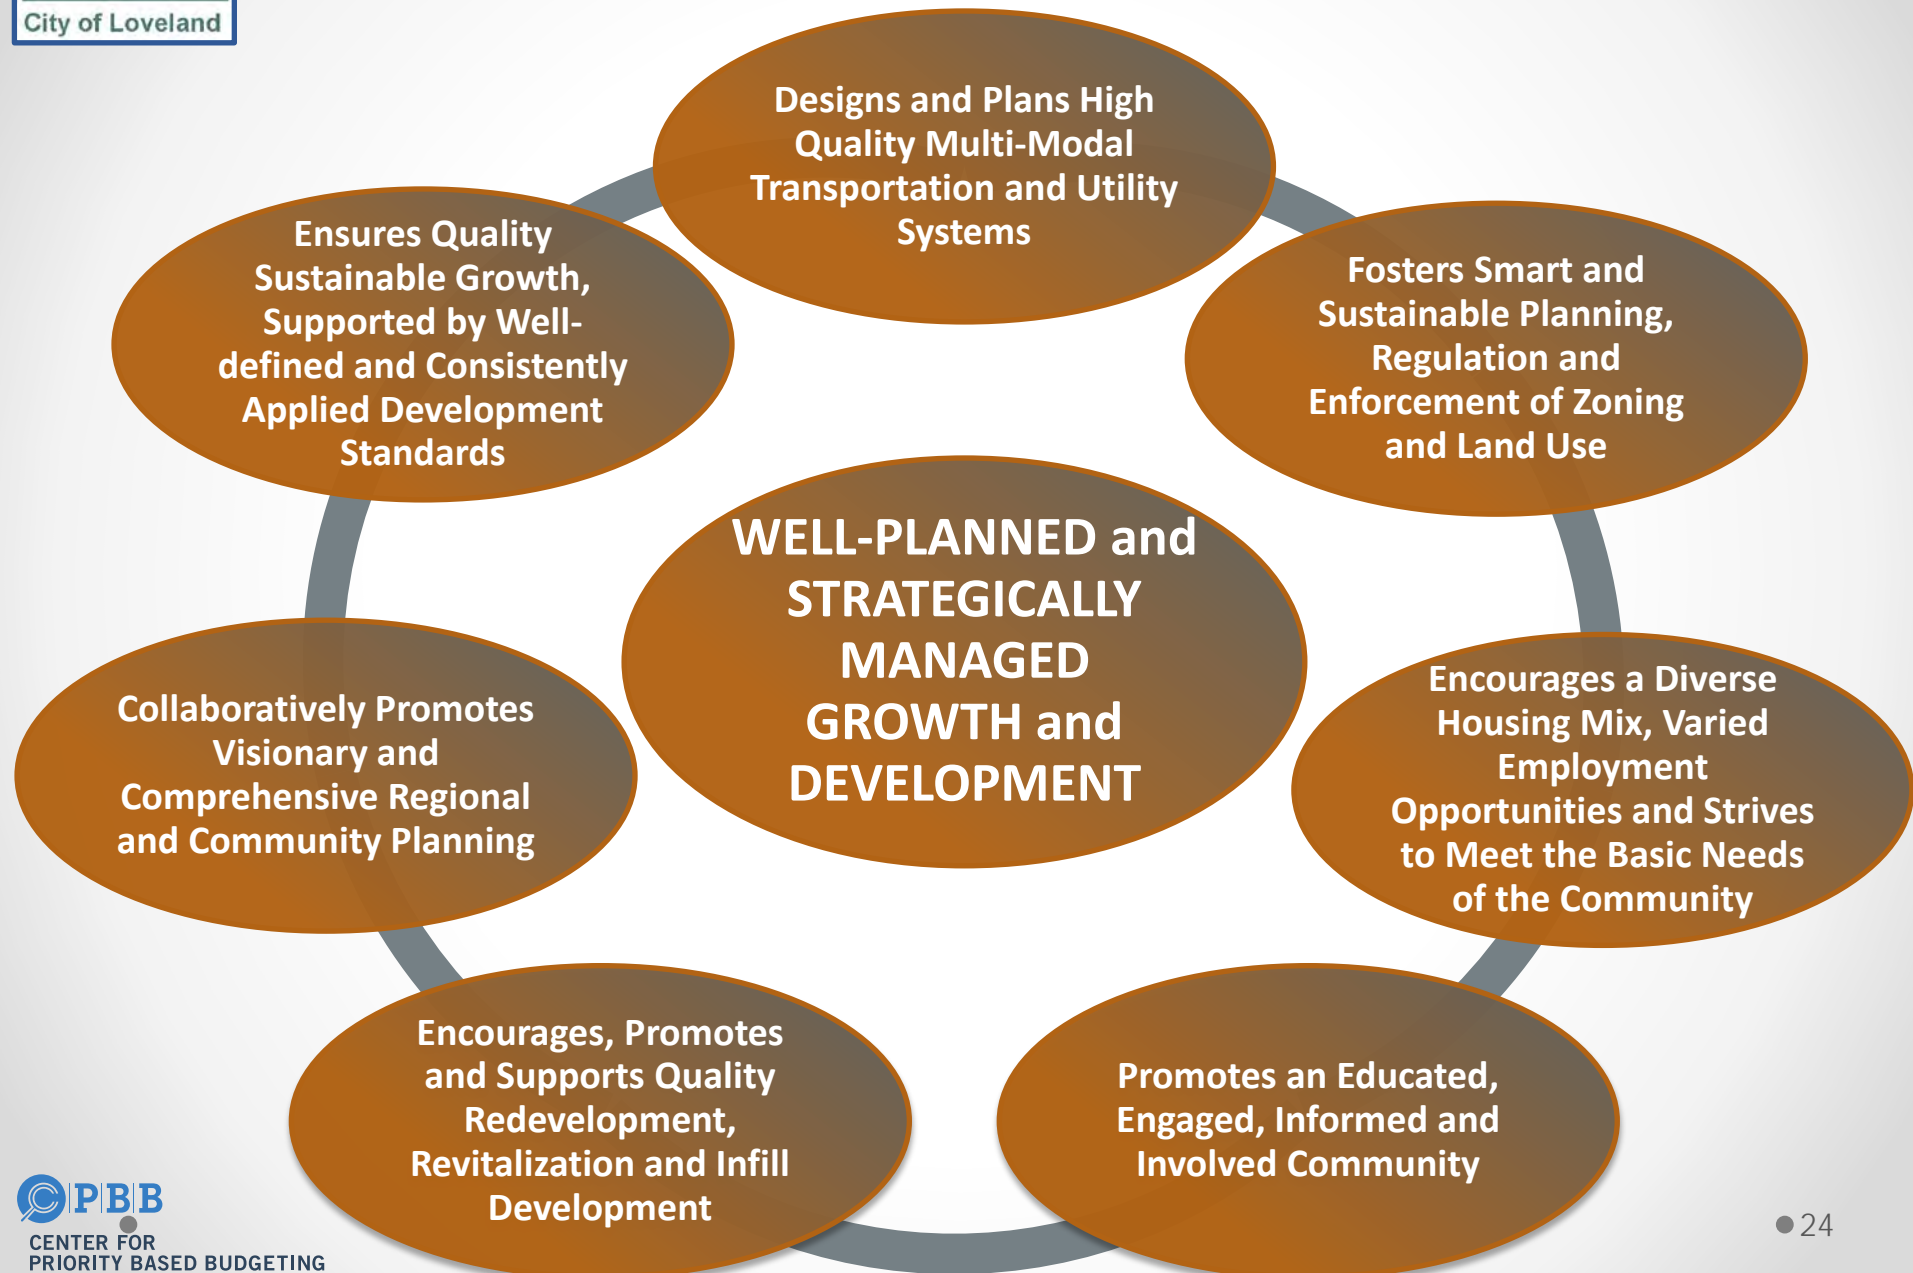 City of Loveland
Designs and Plans High
Quality Multi-Modal
Transportation and Utility
Systems
Fosters Smart and
Sustainable Planning,
Regulation and
Enforcement of Zoning
and Land Use
Encourages a Diverse
Housing Mix, Varied
Employment
Opportunities and Strives
to Meet the Basic Needs
of the Community
Promotes an Educated,
Engaged, Informed and
Involved Community
Encourages, Promotes
and Supports Quality
Redevelopment,
Revitalization and Infill
Development
Collaboratively Promotes
Visionary and
Comprehensive Regional
and Community Planning
Ensures Quality
Sustainable Growth,
Supported by Well-
defined and Consistently
Applied Development
Standards
WELL-PLANNED and
STRATEGICALLY
MANAGED
GROWTH and
DEVELOPMENT
C|P|B|B
CENTER FOR
PRIORITY BASED BUDGETING
24